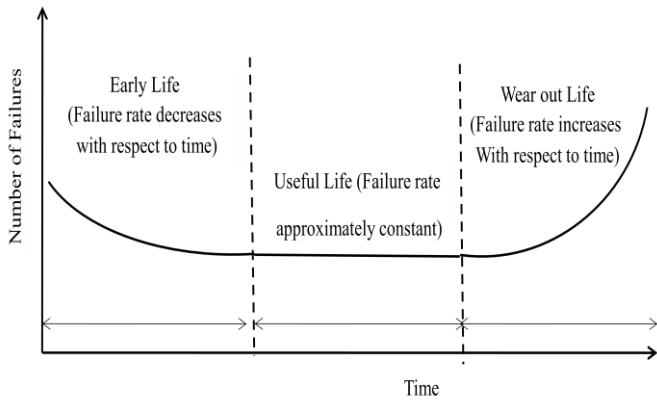 Number of Failures
Early Life
(Failure rate decreases
with respect to time)
Useful Life (Failure rate
approximately constant)
Wear out Life
(Failure rate increases
With respect to time)
Time